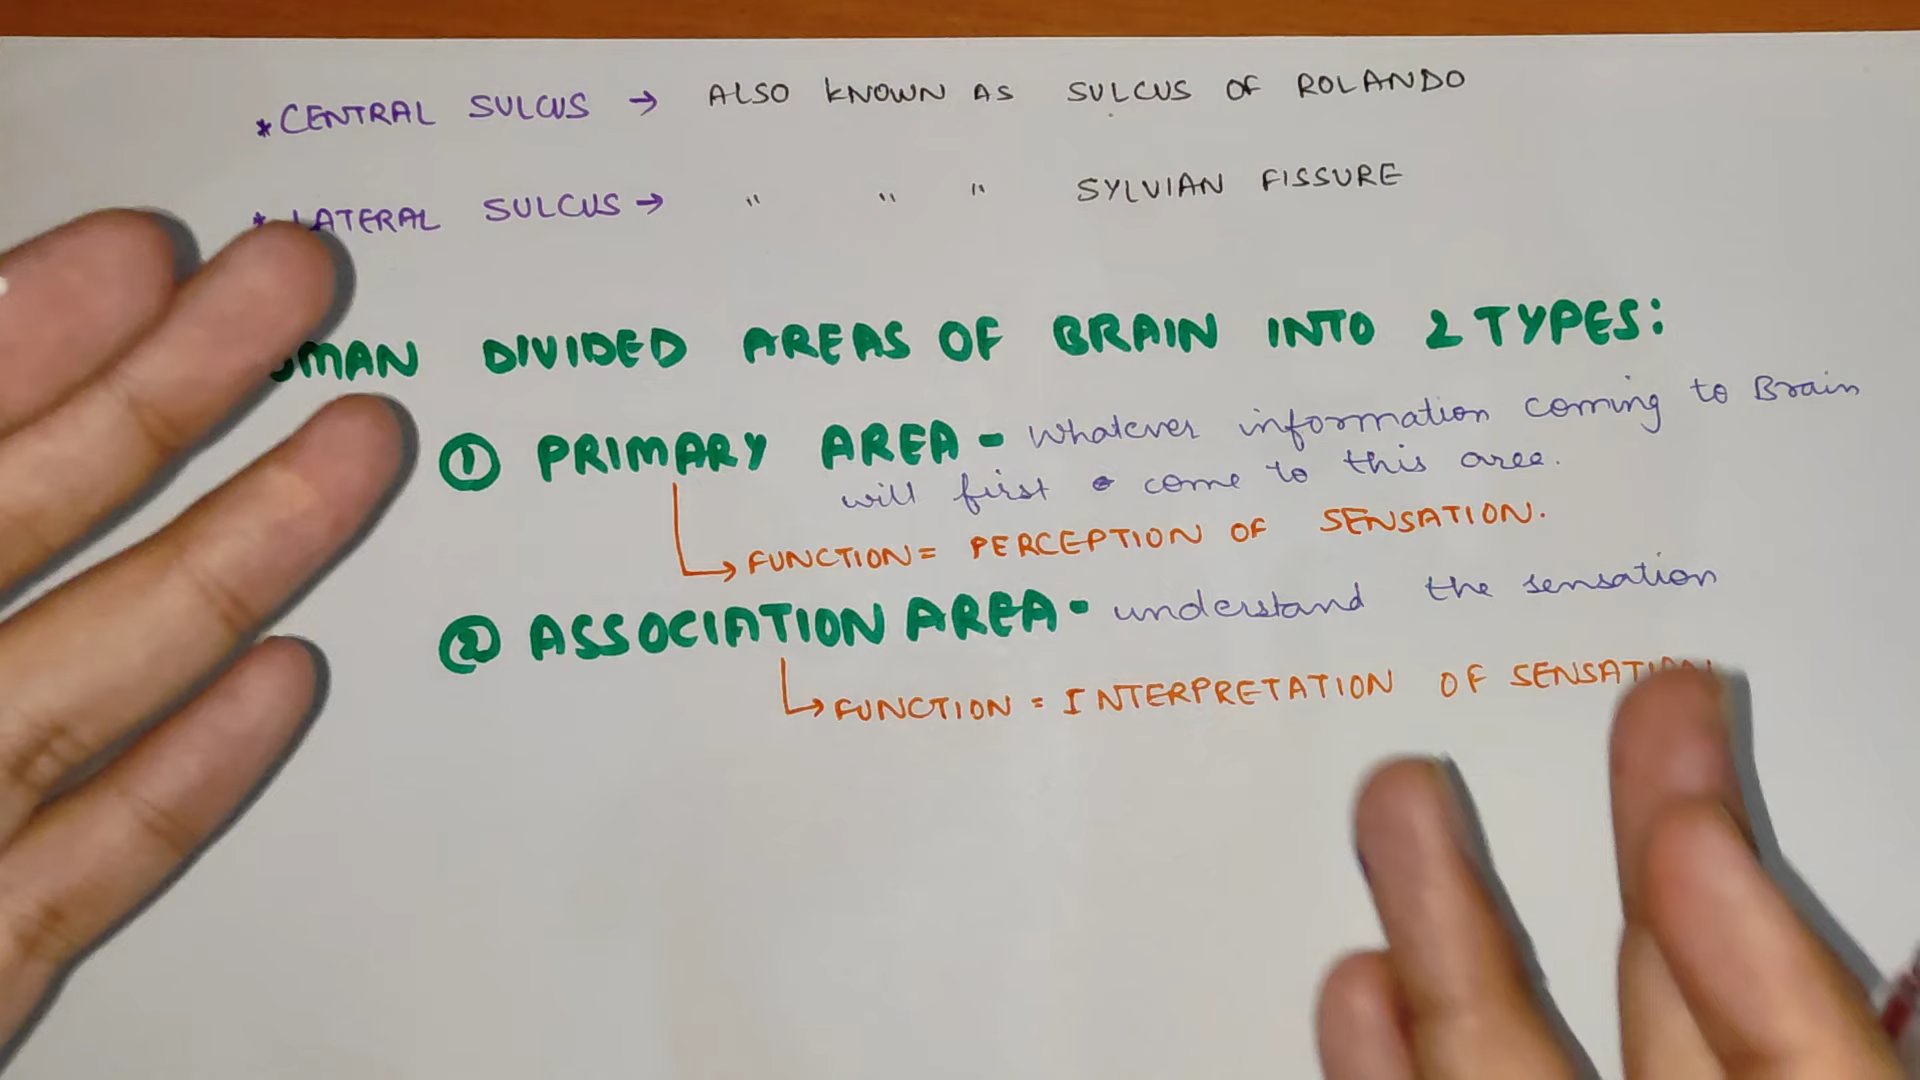 * CENTRAL SULCUS → ALSO KNOWN AS SULCUS OF ROLANDO
* LATERAL SULCUS → " " " SYLVIAN FISSURE
DIVIDED AREAS OF BRAIN INTO 2 TYPES:
① PRIMARY AREA - Whatever information coming to Brain
will first come to this area.
↳ FUNCTION = PERCEPTION OF SENSATION.
② ASSOCIATION AREA - understand the sensation
↳ FUNCTION = INTERPRETATION OF SENSATION